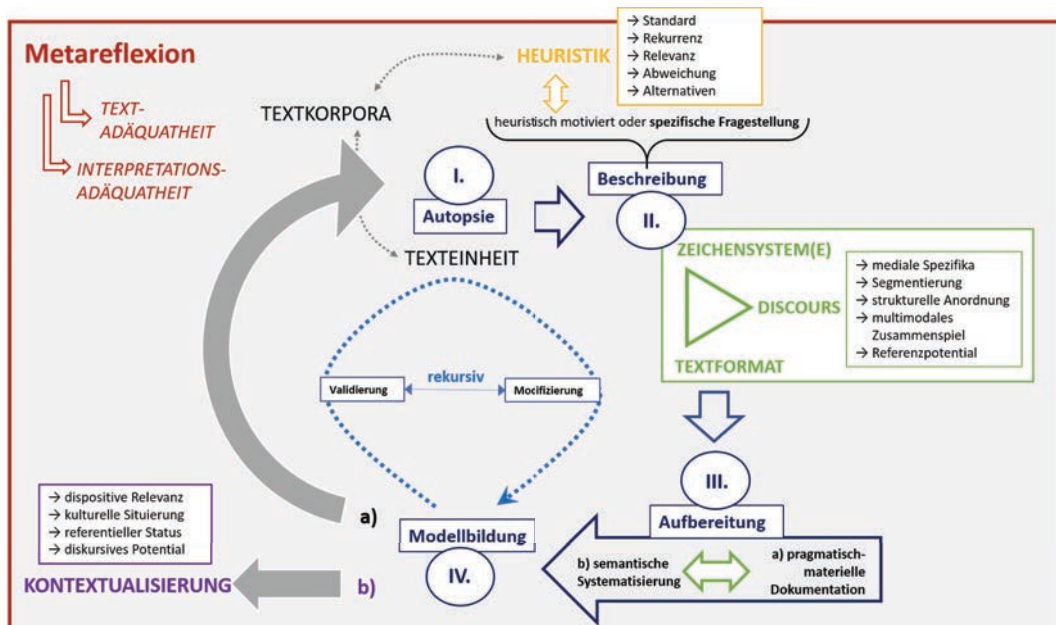 Metareflexion
TEXT-
ADÄQUATHEIT
INTERPRETATIONS-
ADÄQUATHEIT
TEXTKORPORA
HEURISTIK
→ Standard
→ Rekurrenz
→ Relevanz
→ Abweichung
→ Alternativen
heuristisch motiviert oder spezifische Fragestellung
I.
Autopsie
Beschreibung
II.
TEXTEINHEIT
ZEICHENSYSTEM(E)
DISCOURS
TEXTFORMAT
→ mediale Spezifika
→ Segmentierung
→ strukturelle Anordnung
→ multimodales
Zusammenspiel
→ Referenzpotential
Validierung
rekursiv
Mocifizierung
III.
Aufbereitung
a) pragmatisch-
materielle
Dokumentation
b) semantische
Systematisierung
a)
Modellbildung
IV.
b)
→ dispositive Relevanz
→ kulturelle Situierung
→ referentieller Status
→ diskursives Potential
KONTEXTUALISIERUNG